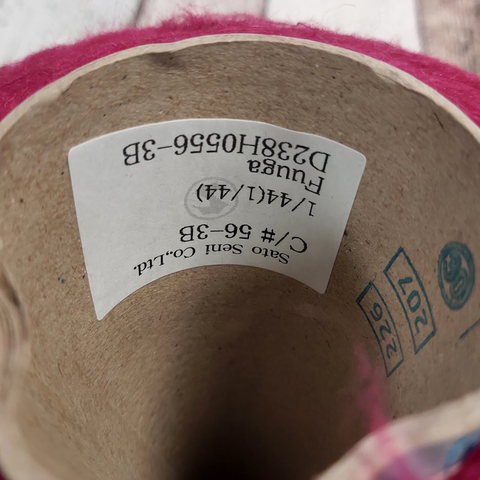 Sato Seni Co.,Ltd.
C/# 56-3B
1/44(1/44)
Fuuga
D238H0556-3B
207
226